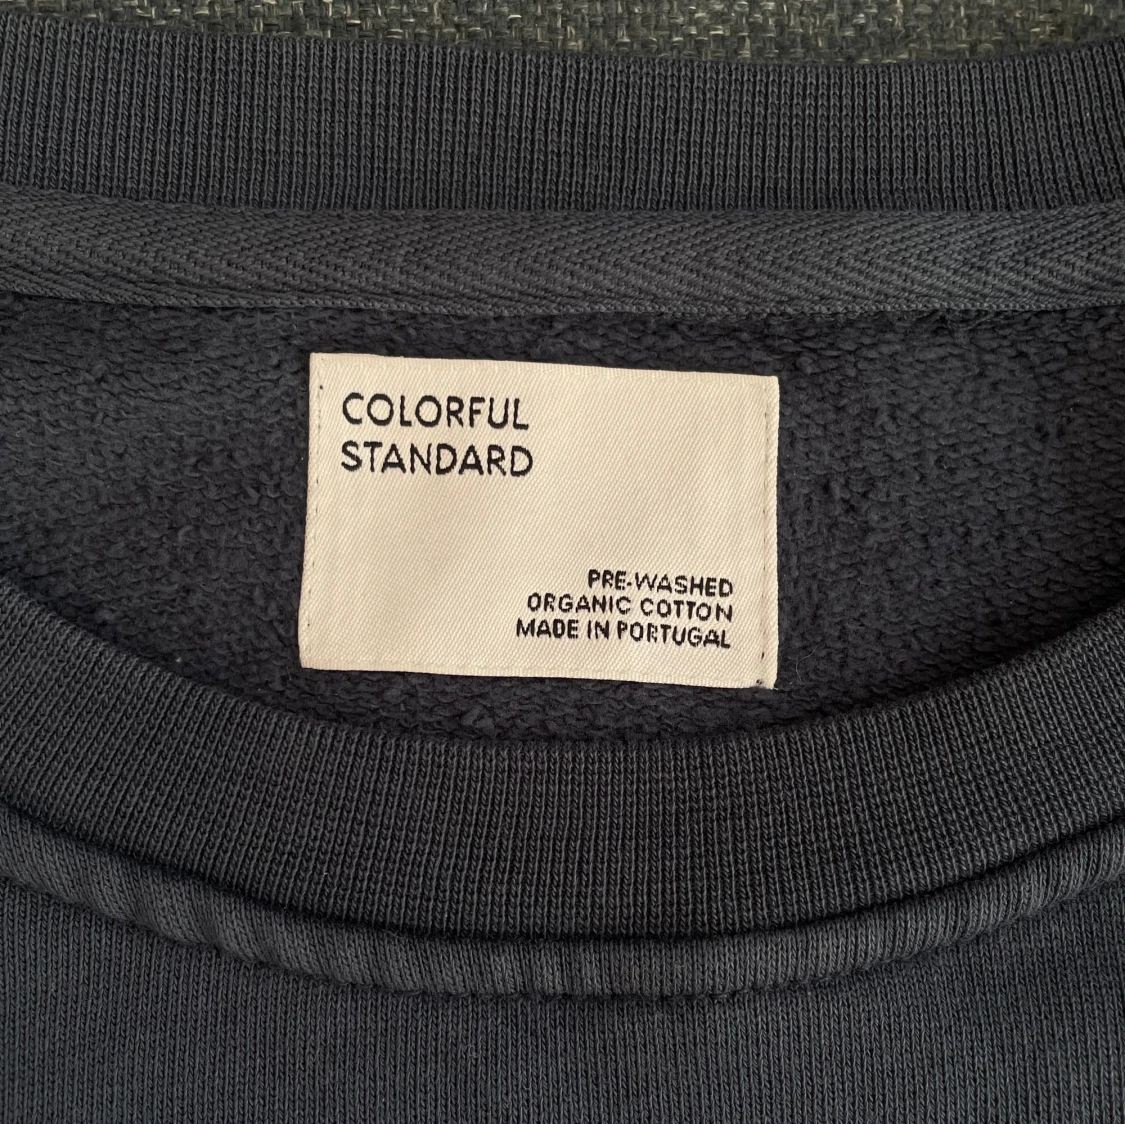 COLORFUL
STANDARD
PRE-WASHED
ORGANIC COTTON
MADE IN PORTUGAL